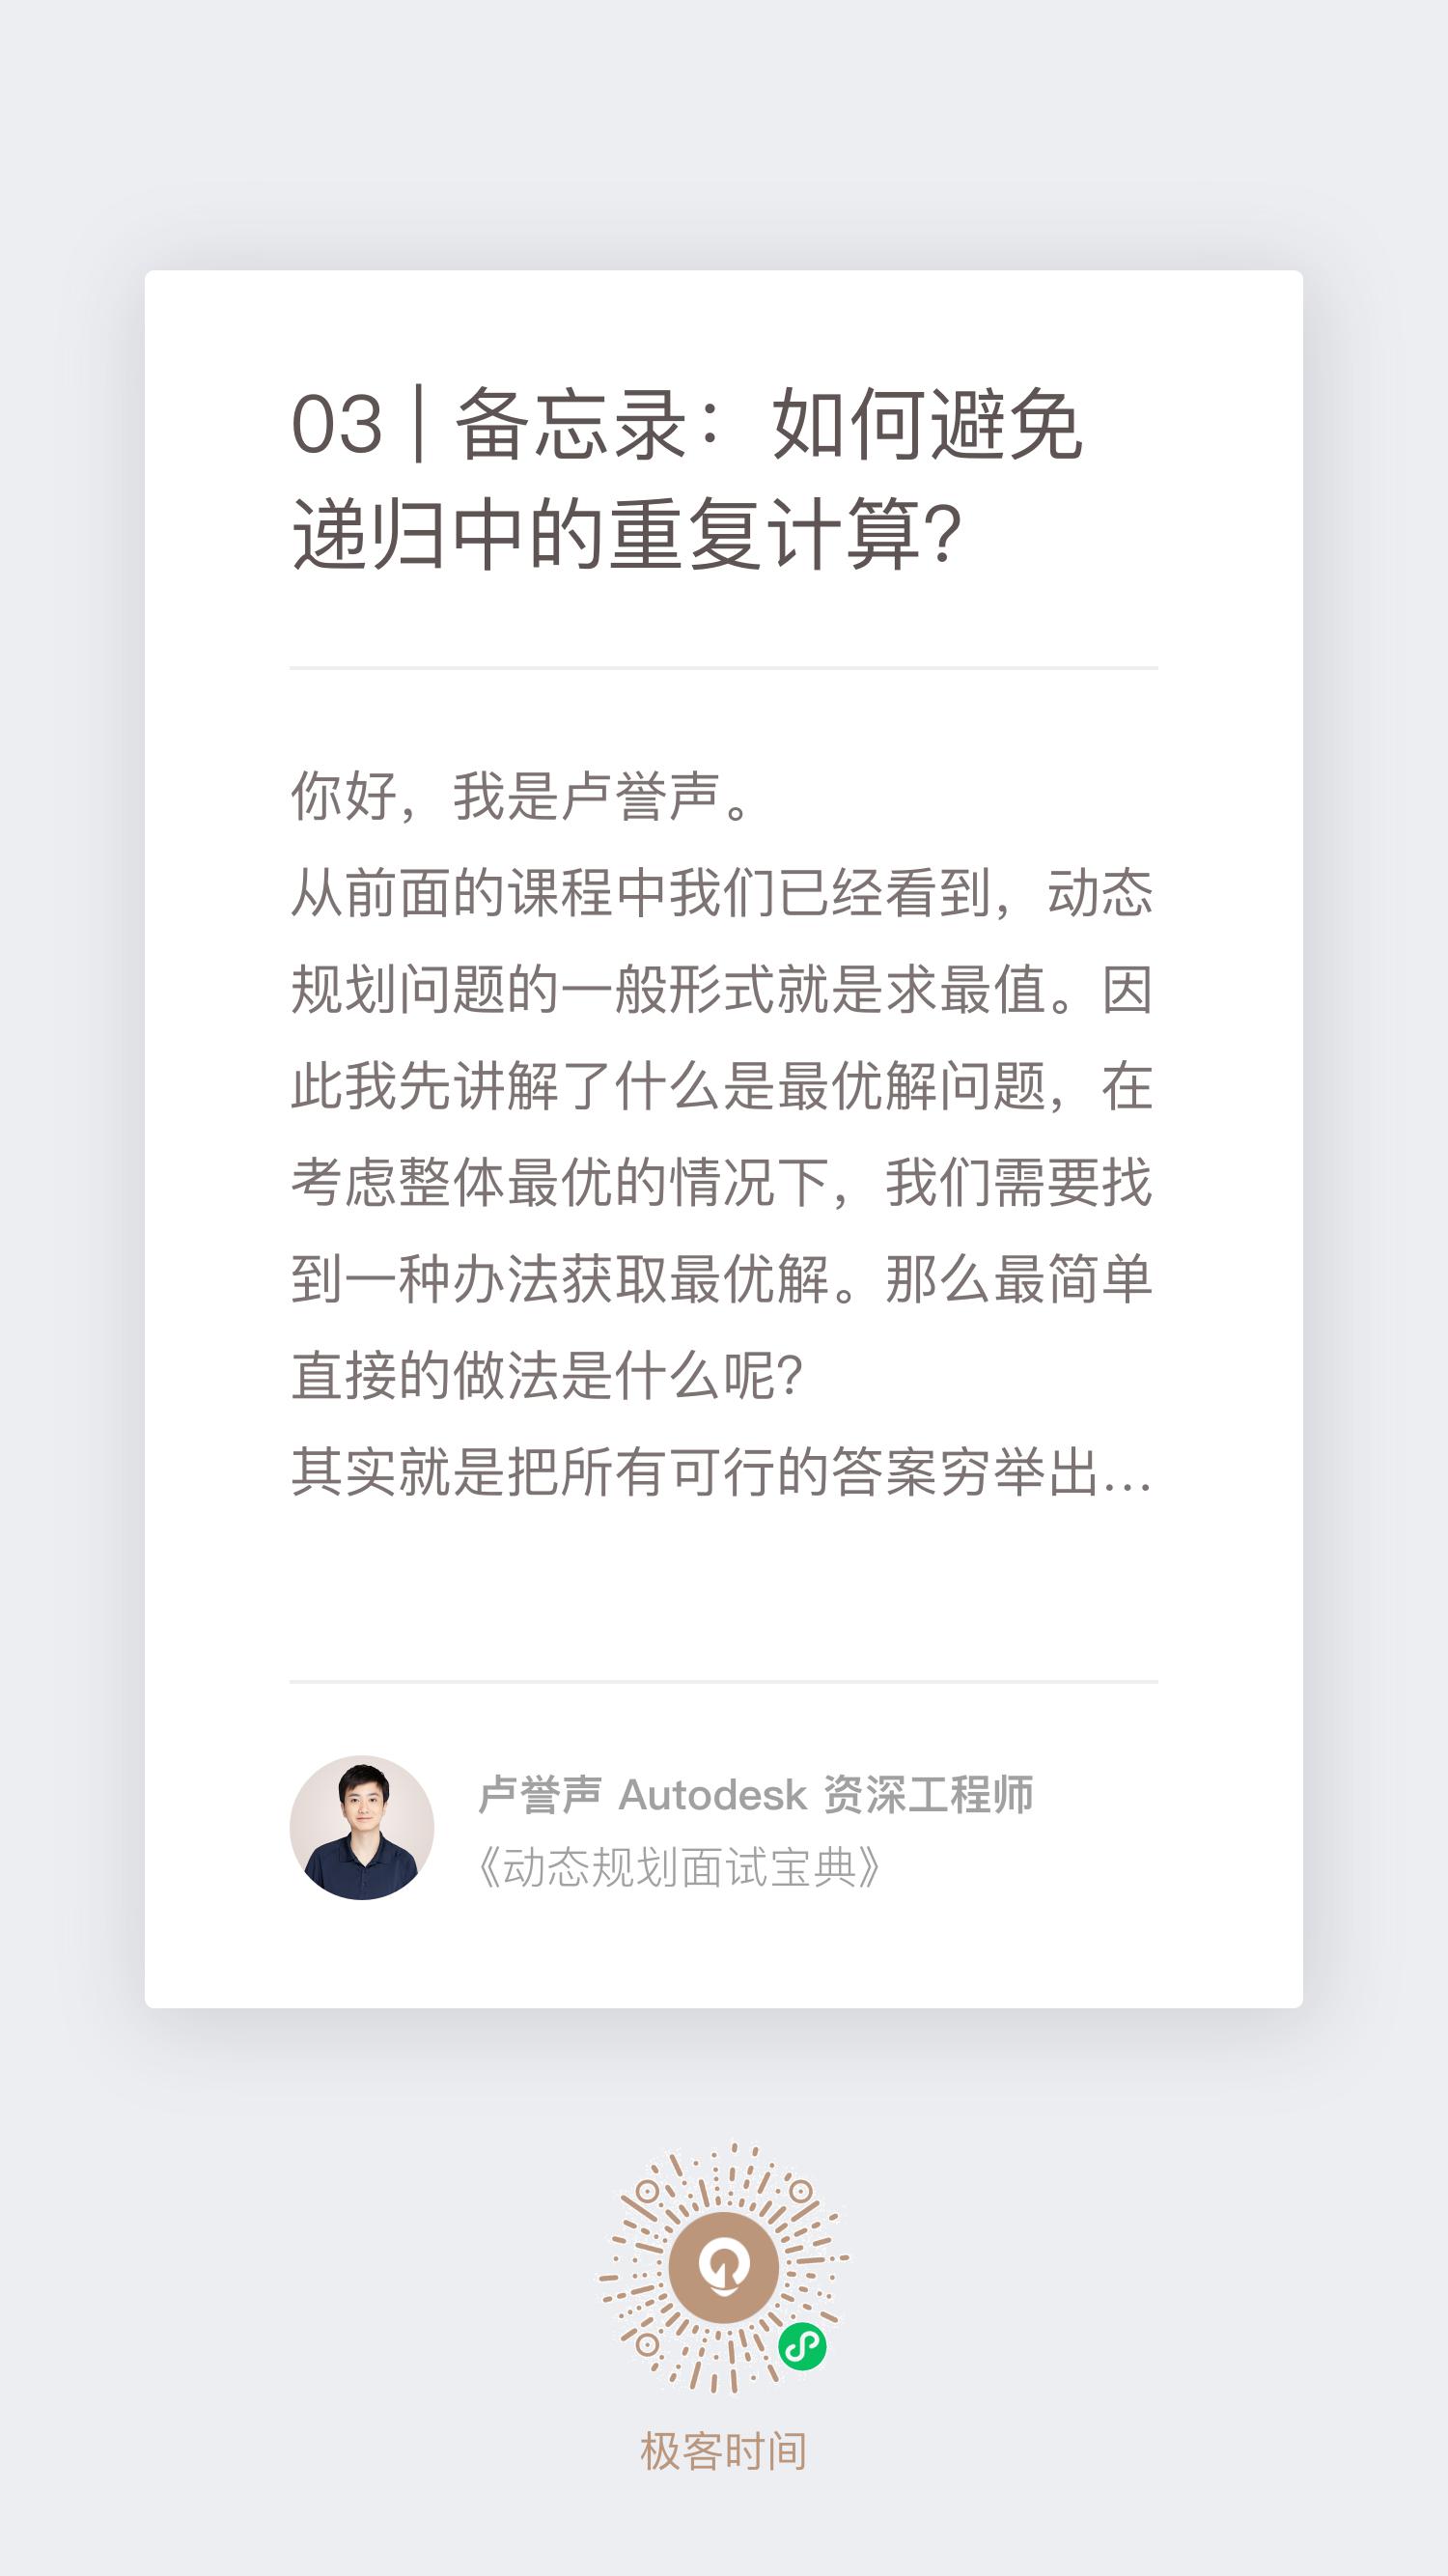 03 | 备忘录：如何避免
递归中的重复计算?
你好，我是卢誉声。
从前面的课程中我们已经看到，动态
规划问题的一般形式就是求最值。因
此我先讲解了什么是最优解问题，在
考虑整体最优的情况下，我们需要找
到一种办法获取最优解。那么最简单
直接的做法是什么呢?
其实就是把所有可行的答案穷举出...
卢誉声 Autodesk 资深工程师
《动态规划面试宝典》
极客时间